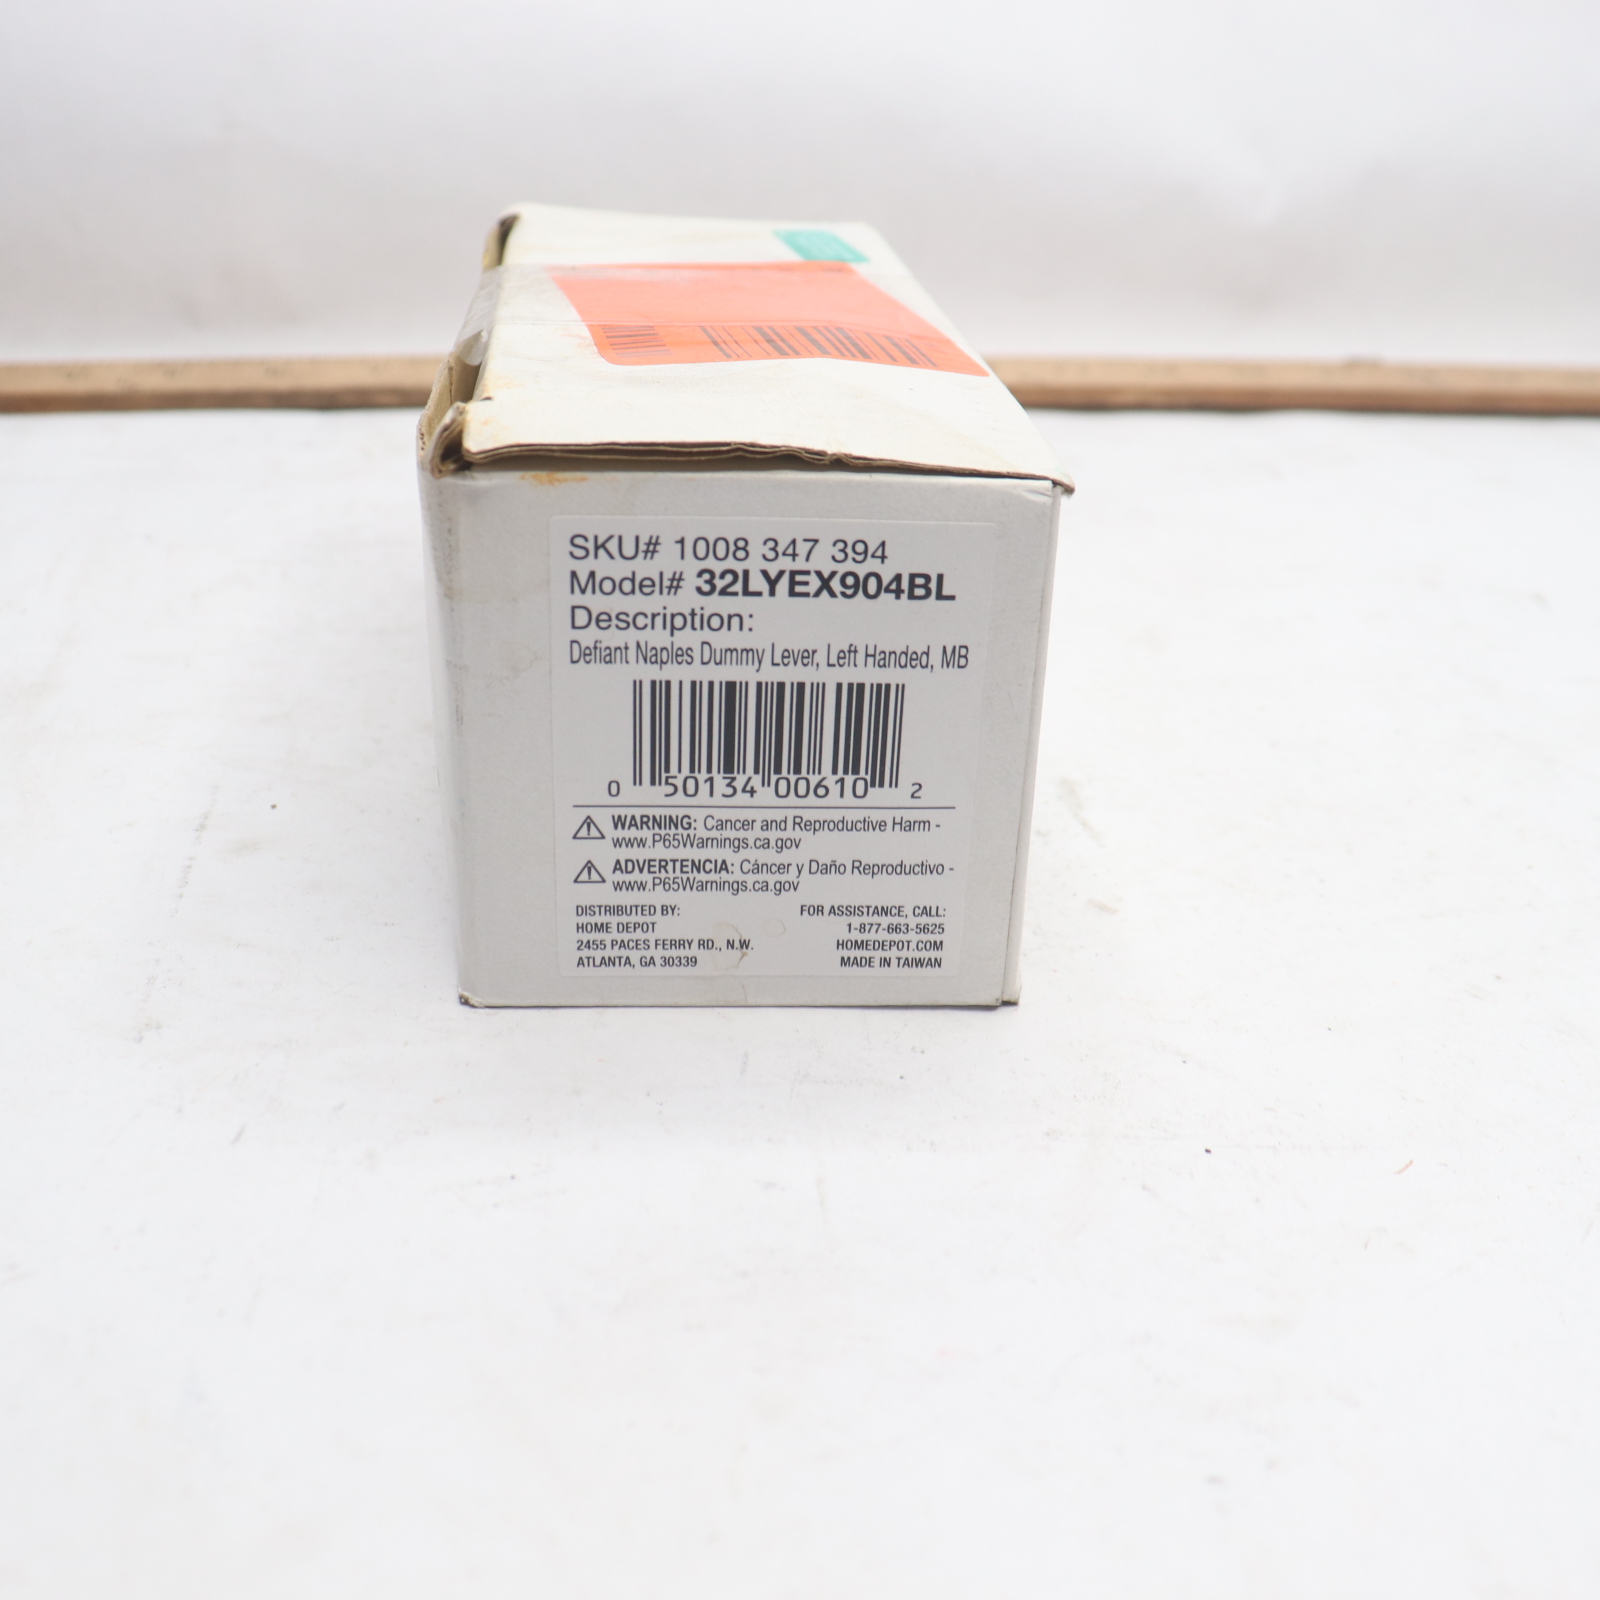 SKU# 1008 347 394
Model# 32LYEX904BL
Description:
Defiant Naples Dummy Lever, Left Handed, MB
0 50134 00610 2
WARNING: Cancer and Reproductive Harm -
www.P65Warnings.ca.gov
ADVERTENCIA: Cáncer y Daño Reproductivo -
www.P65Warnings.ca.gov
DISTRIBUTED BY:
HOME DEPOT
2455 PACES FERRY RD., N.W.
ATLANTA, GA 30339
FOR ASSISTANCE, CALL:
1-877-663-5625
HOMEDEPOT.COM
MADE IN TAIWAN